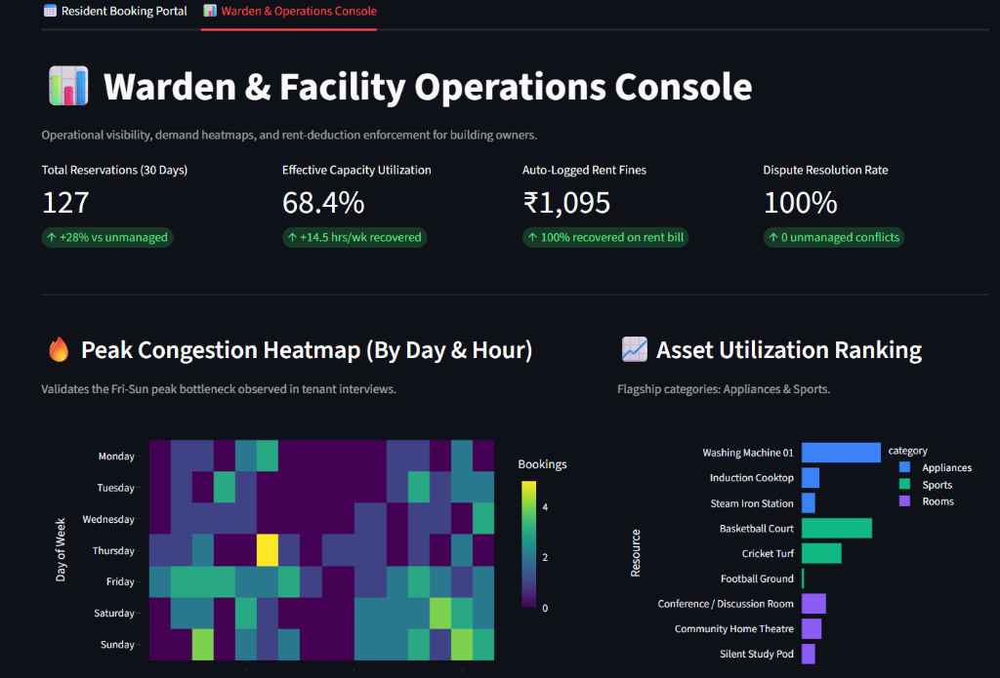 Resident Booking Portal
Warden & Operations Console
Warden & Facility Operations Console
Operational visibility, demand heatmaps, and rent-deduction enforcement for building owners.
Total Reservations (30 Days)
127
↑ +28% vs unmanaged
Effective Capacity Utilization
68.4%
↑ +14.5 hrs/wk recovered
Auto-Logged Rent Fines
₹1,095
↑ 100% recovered on rent bill
Dispute Resolution Rate
100%
↑ 0 unmanaged conflicts
Peak Congestion Heatmap (By Day & Hour)
Validates the Fri-Sun peak bottleneck observed in tenant interviews.
Day of Week
Monday
Tuesday
Wednesday
Thursday
Friday
Saturday
Sunday
Bookings
4
2
0
Asset Utilization Ranking
Flagship categories: Appliances & Sports.
Resource
Washing Machine 01
Induction Cooktop
Steam Iron Station
Basketball Court
Cricket Turf
Football Ground
Conference / Discussion Room
Community Home Theatre
Silent Study Pod
category
Appliances
Sports
Rooms